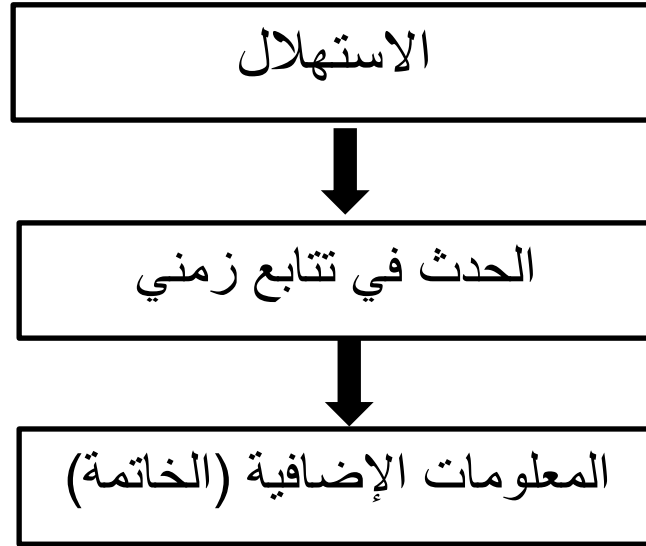 الاستهلال
الحدث في تتابع زمني
المعلومات الإضافية (الخاتمة)